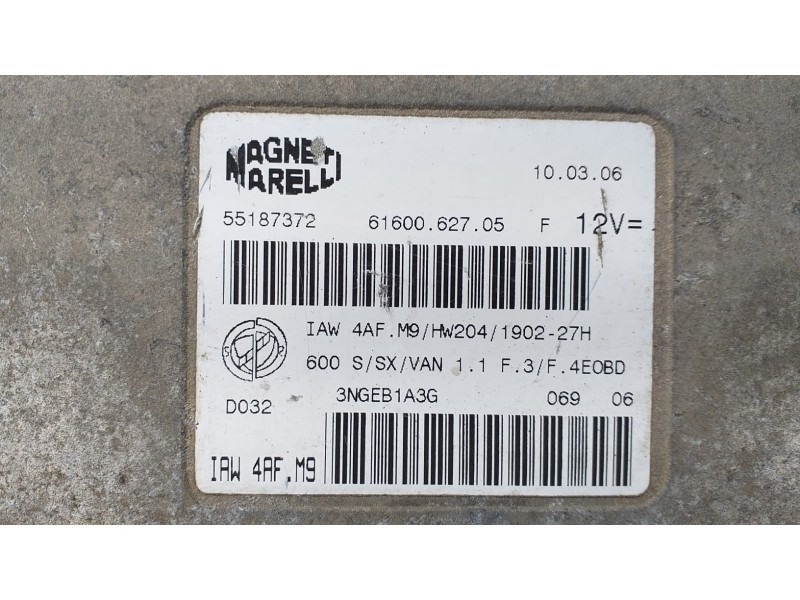 MAGNETI
MARELLI
10.03.06
55187372 61600.627.05 F 12V=
IAW 4AF.M9/HW204/1902-27H
600 S/SX/VAN 1.1 F.3/F.4EOBD
S R
D032 3NGEB1A3G 069 06
IAW 4AF.M9